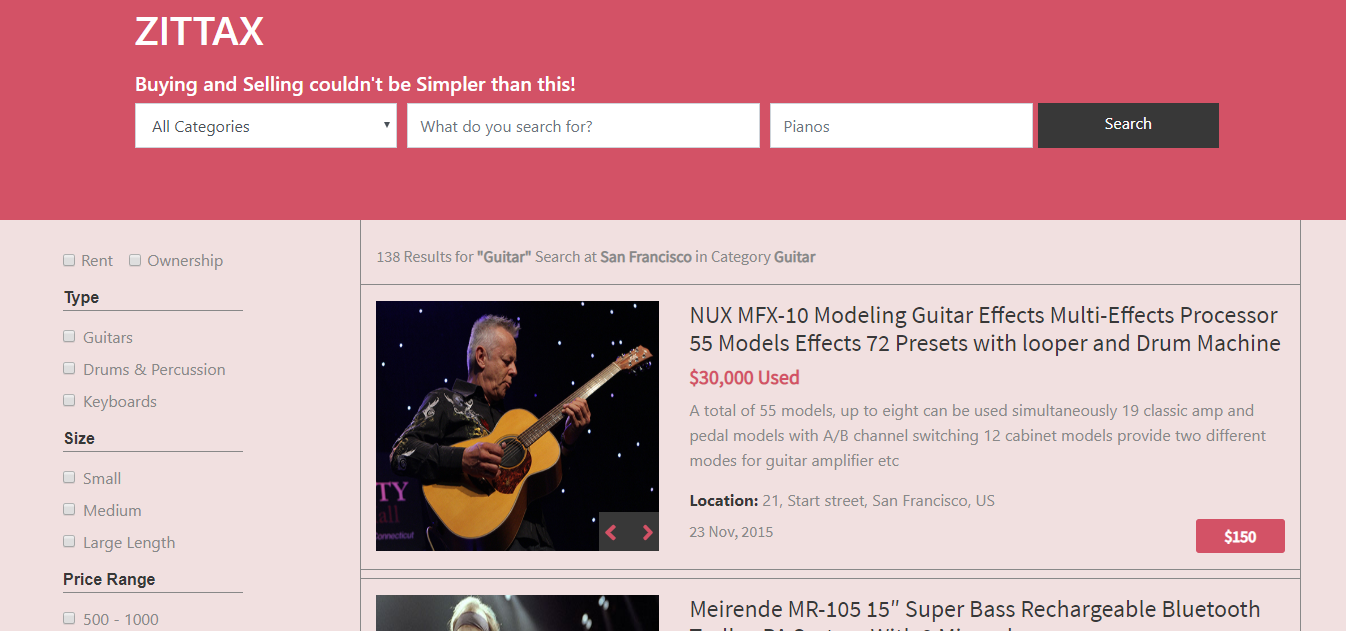 ZITTAX
Buying and Selling couldn't be Simpler than this!
All Categories
What do you search for?
Pianos
Search
Rent
Ownership
Type
Guitars
Drums & Percussion
Keyboards
Size
Small
Medium
Large Length
Price Range
500 - 1000
138 Results for "Guitar" Search at San Francisco in Category Guitar
TY
all
onnecticut
NUX MFX-10 Modeling Guitar Effects Multi-Effects Processor
55 Models Effects 72 Presets with looper and Drum Machine
$30,000 Used
A total of 55 models, up to eight can be used simultaneously 19 classic amp and
pedal models with A/B channel switching 12 cabinet models provide two different
modes for guitar amplifier etc
Location: 21, Start street, San Francisco, US
23 Nov, 2015
$150
Meirende MR-105 15″ Super Bass Rechargeable Bluetooth